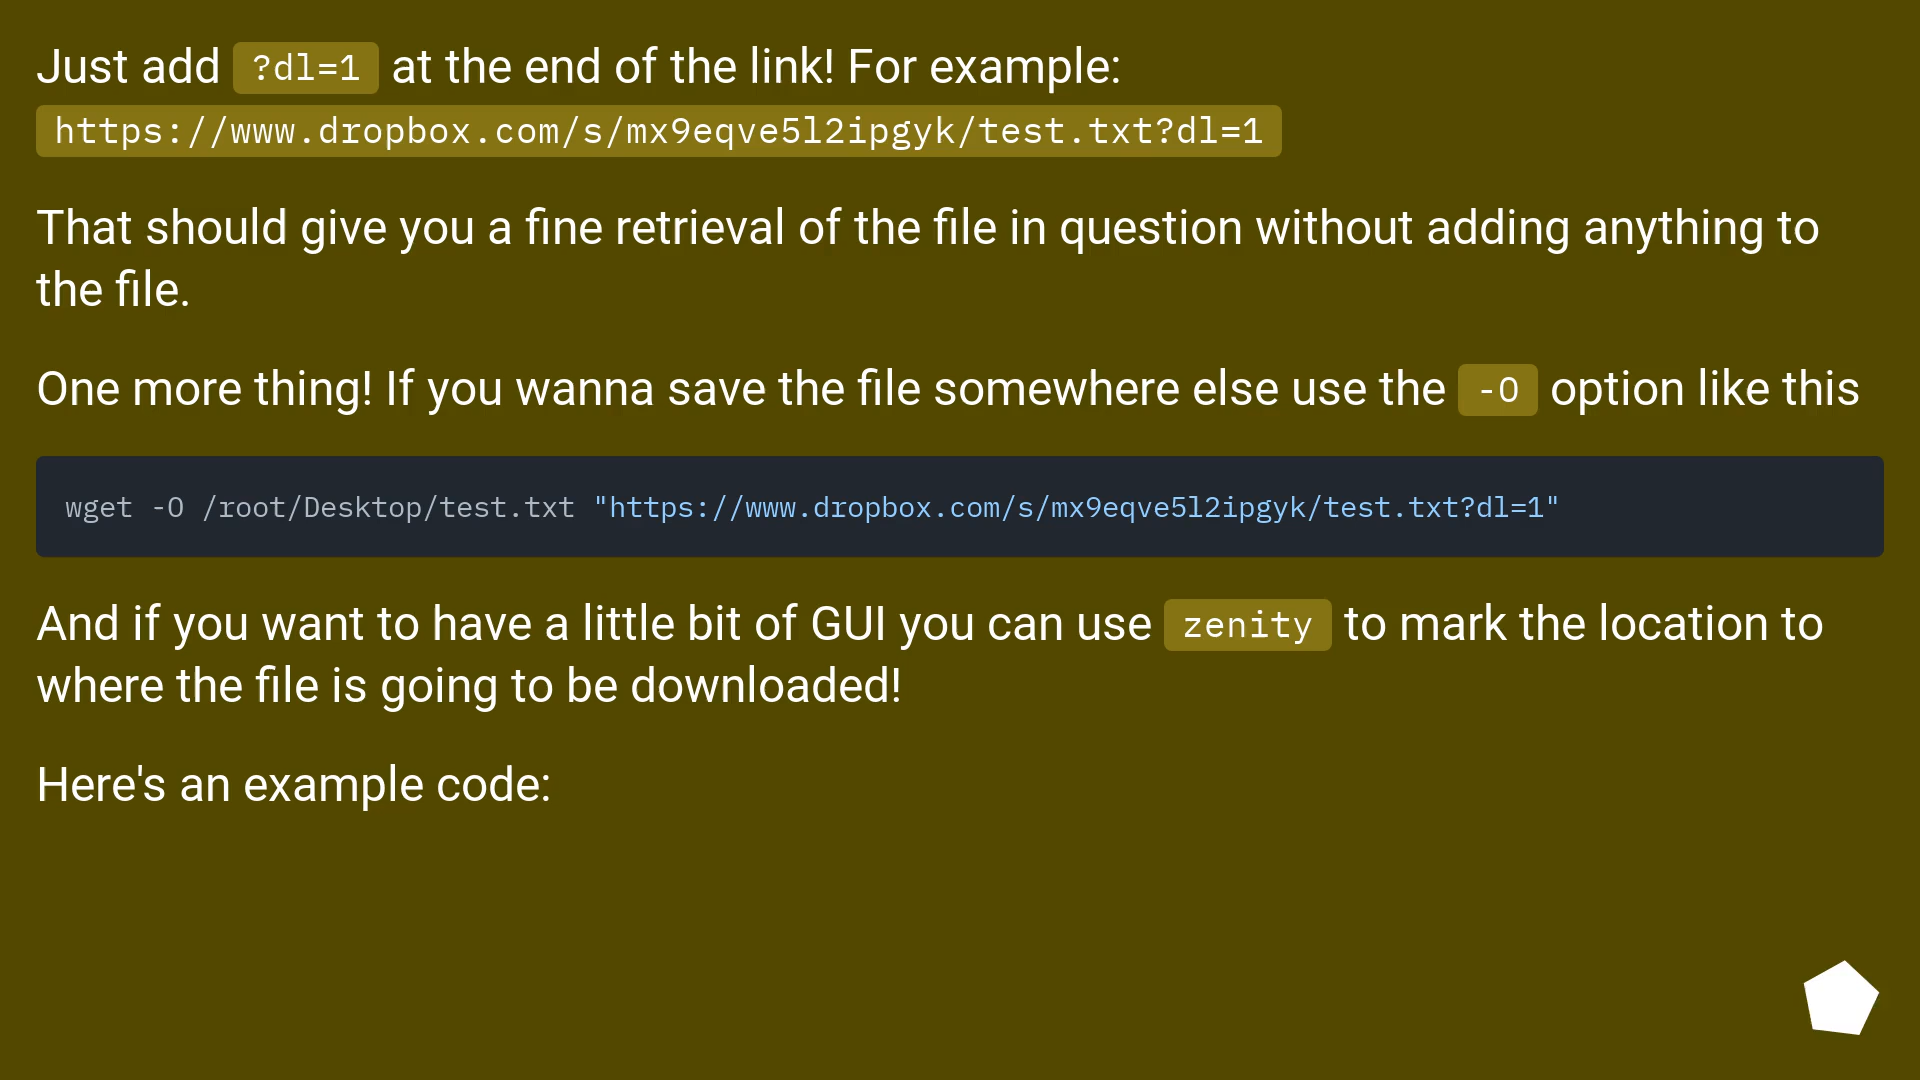 Just add ?dl=1 at the end of the link! For example:
https://www.dropbox.com/s/mx9eqve5l2ipgyk/test.txt?dl=1
That should give you a fine retrieval of the file in question without adding anything to
the file.
One more thing! If you wanna save the file somewhere else use the -O option like this
wget -O /root/Desktop/test.txt "https://www.dropbox.com/s/mx9eqve5l2ipgyk/test.txt?dl=1"
And if you want to have a little bit of GUI you can use zenity to mark the location to
where the file is going to be downloaded!
Here's an example code: